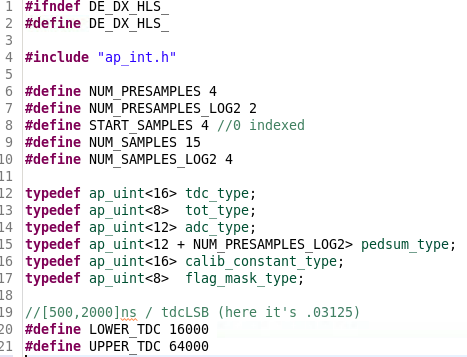 1 #ifndef DE_DX_HLS_
2 #define DE_DX_HLS_
3
4 #include "ap_int.h"
5
6 #define NUM_PRESAMPLES 4
7 #define NUM_PRESAMPLES_LOG2 2
8 #define START_SAMPLES 4 //0 indexed
9 #define NUM_SAMPLES 15
10 #define NUM_SAMPLES_LOG2 4
11
12 typedef ap_uint<16> tdc_type;
13 typedef ap_uint<8>  tot_type;
14 typedef ap_uint<12> adc_type;
15 typedef ap_uint<12 + NUM_PRESAMPLES_LOG2> pedsum_type;
16 typedef ap_uint<16> calib_constant_type;
17 typedef ap_uint<8>  flag_mask_type;
18
19 //[500,2000]ns / tdcLSB (here it's .03125)
20 #define LOWER_TDC 16000
21 #define UPPER_TDC 64000